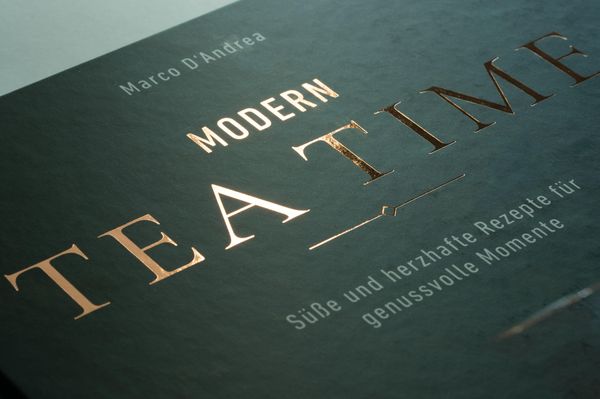 Marco D'Andrea
MODERN
TEA TIME
Süße und herzhafte Rezepte für
genussvolle Momente